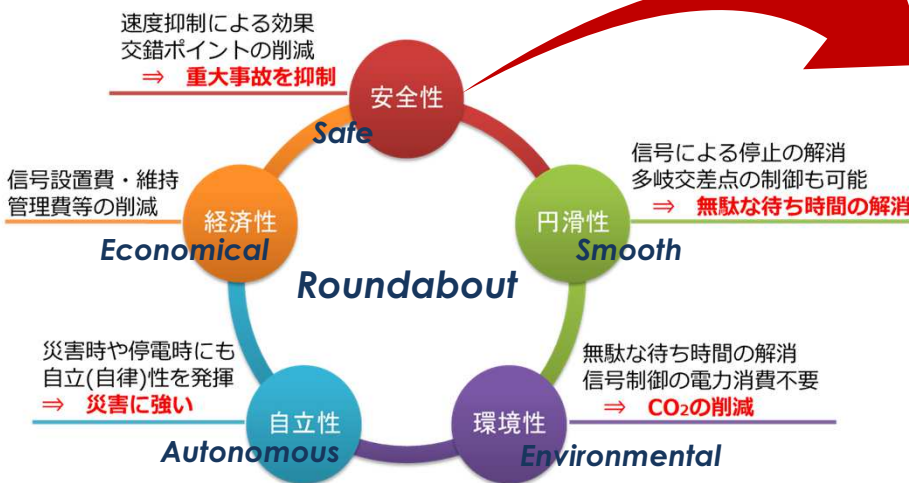 速度抑制による効果
交錯ポイントの削減
⇒ 重大事故を抑制
安全性
Safe
信号による停止の解消
多岐交差点の制御も可能
⇒ 無駄な待ち時間の解消
円滑性
Smooth
信号設置費・維持
管理費等の削減
経済性
Economical
Roundabout
災害時や停電時にも
自立(自律)性を発揮
⇒ 災害に強い
自立性
Autonomous
無駄な待ち時間の解消
信号制御の電力消費不要
⇒ CO₂の削減
環境性
Environmental